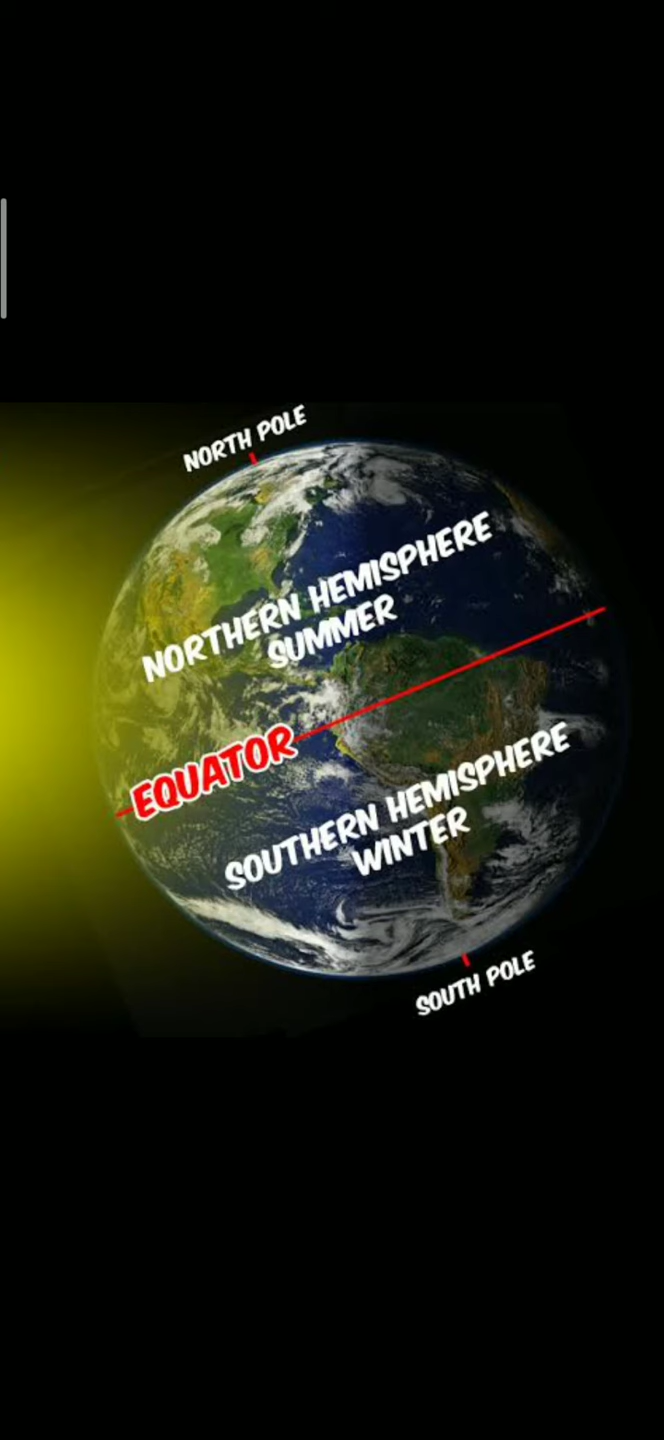 NORTH POLE
NORTHERN HEMISPHERE
SUMMER
EQUATOR
SOUTHERN HEMISPHERE
WINTER
SOUTH POLE